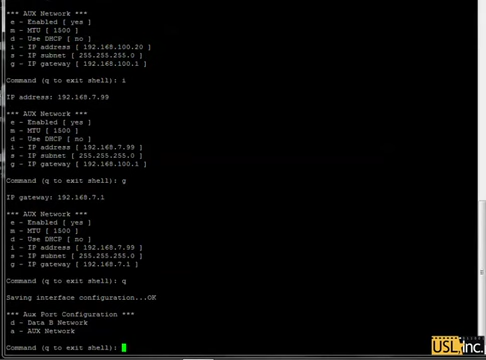 *** AUX Network ***
e - Enabled [ yes ]
m - MTU [ 1500 ]
d - Use DHCP [ no ]
i - IP address [ 192.168.100.20 ]
s - IP subnet [ 255.255.255.0 ]
g - IP gateway [ 192.168.100.1 ]
Command (q to exit shell): i
IP address: 192.168.7.99
*** AUX Network ***
e - Enabled [ yes ]
m - MTU [ 1500 ]
d - Use DHCP [ no ]
i - IP address [ 192.168.7.99 ]
s - IP subnet [ 255.255.255.0 ]
g - IP gateway [ 192.168.100.1 ]
Command (q to exit shell): g
IP gateway: 192.168.7.1
*** AUX Network ***
e - Enabled [ yes ]
m - MTU [ 1500 ]
d - Use DHCP [ no ]
i - IP address [ 192.168.7.99 ]
s - IP subnet [ 255.255.255.0 ]
g - IP gateway [ 192.168.7.1 ]
Command (q to exit shell): q
Saving interface configuration...OK
*** Aux Port Configuration ***
d - Data B Network
a - AUX Network
Command (q to exit shell):
USL, Inc.